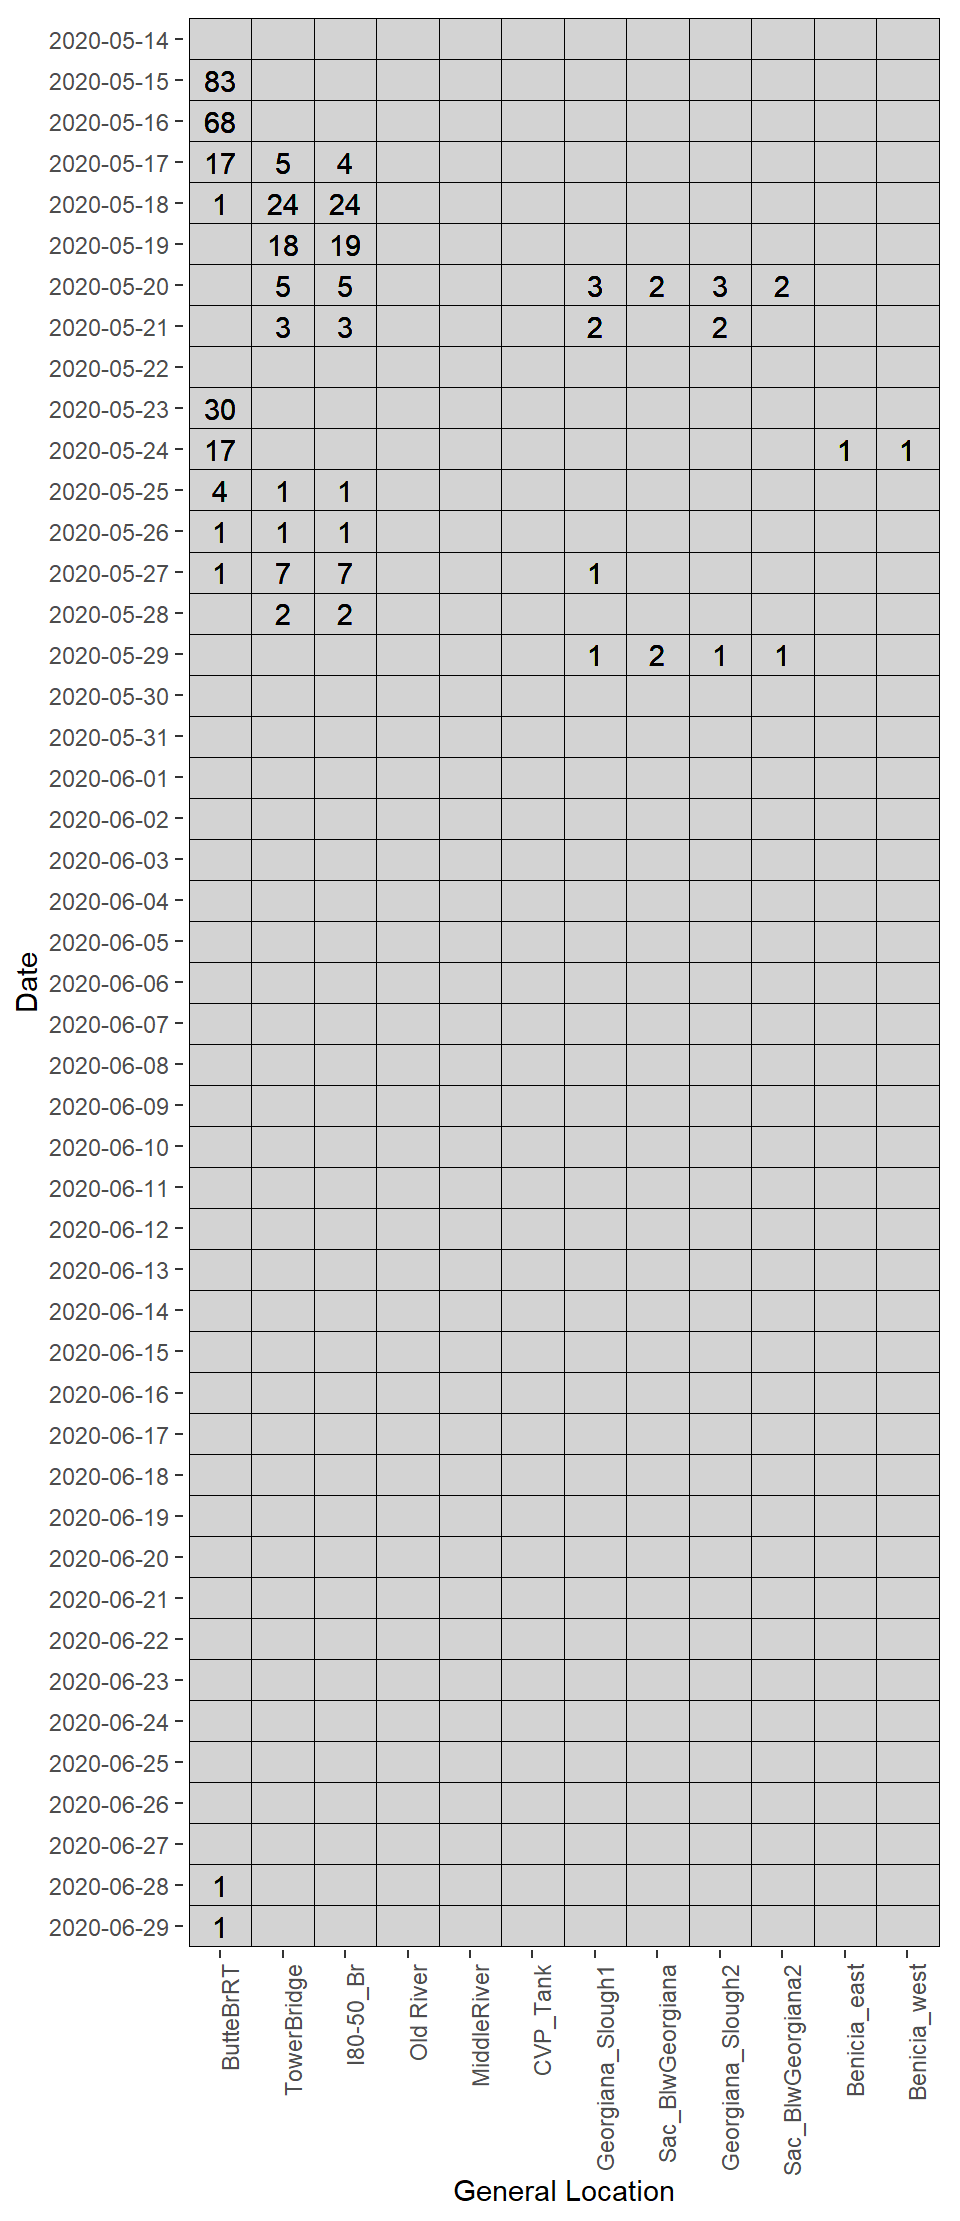 2020-05-14
2020-05-15 83
2020-05-16 68
2020-05-17 17 5 4
2020-05-18 1 24 24
2020-05-19 18 19
2020-05-20 5 5 3 2 3 2
2020-05-21 3 3 2 2
2020-05-22
2020-05-23 30
2020-05-24 17 1 1
2020-05-25 4 1 1
2020-05-26 1 1 1
2020-05-27 1 7 7 1
2020-05-28 2 2
2020-05-29 1 2 1 1
2020-05-30
2020-05-31
2020-06-01
2020-06-02
2020-06-03
2020-06-04
2020-06-05
2020-06-06
2020-06-07
2020-06-08
2020-06-09
2020-06-10
2020-06-11
2020-06-12
2020-06-13
2020-06-14
2020-06-15
2020-06-16
2020-06-17
2020-06-18
2020-06-19
2020-06-20
2020-06-21
2020-06-22
2020-06-23
2020-06-24
2020-06-25
2020-06-26
2020-06-27
2020-06-28 1
2020-06-29 1
Date
ButteBrRT
TowerBridge
I80-50_Br
Old River
MiddleRiver
CVP_Tank
Georgiana_Slough1
Sac_BlwGeorgiana
Georgiana_Slough2
Sac_BlwGeorgiana2
Benicia_east
Benicia_west
General Location